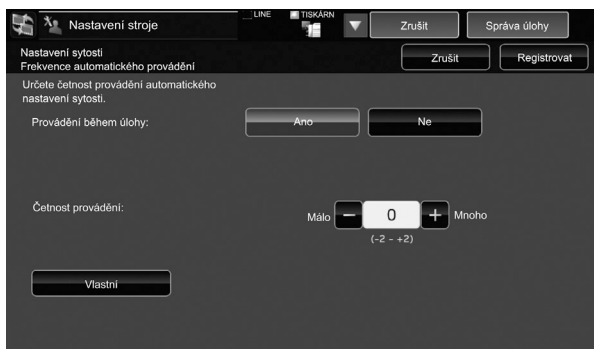 Nastavení stroje
LINE
TISKÁRN
Zrušit
Správa úlohy
Nastavení sytosti
Frekvence automatického provádění
Zrušit
Registrovat
Určete četnost provádění automatického
nastavení sytosti.
Provádění během úlohy:
Ano
Ne
Četnost provádění:
Málo
0
Mnoho
(-2 - +2)
Vlastní